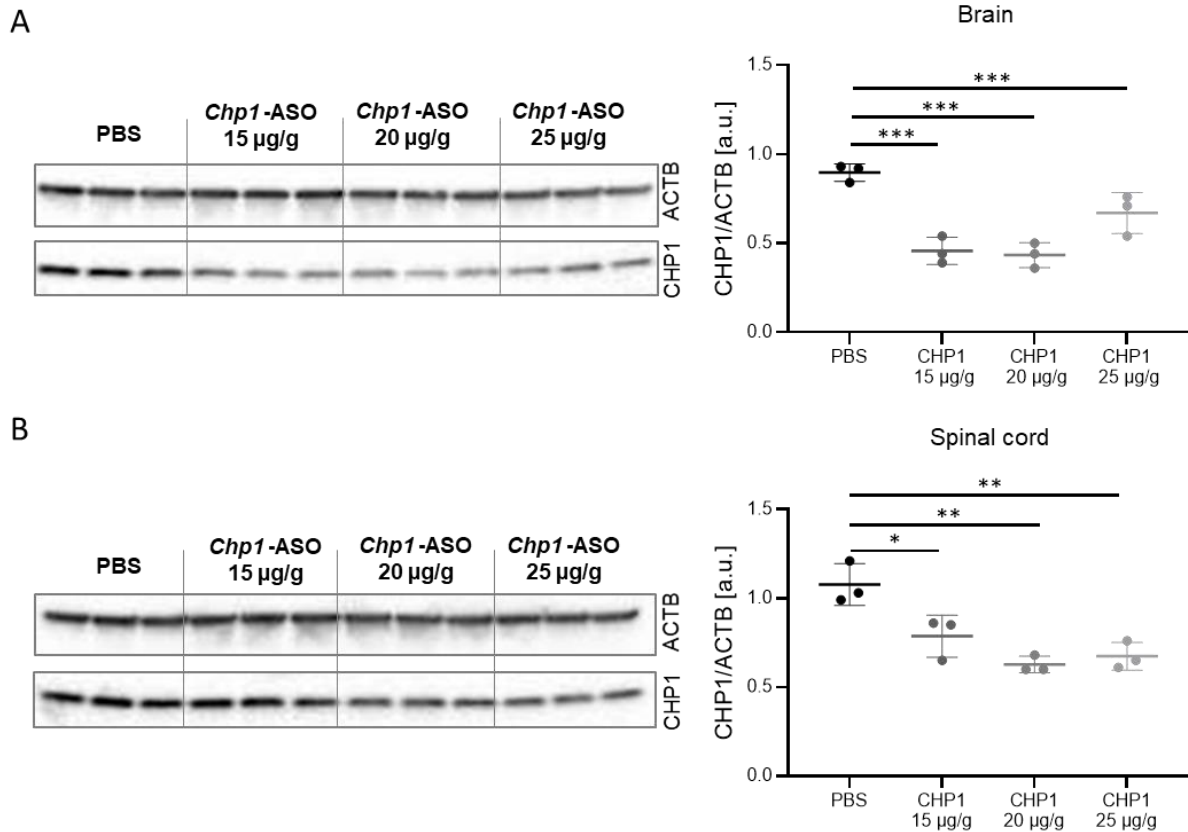 A
PBS
Chp1-ASO
15 µg/g
Chp1-ASO
20 µg/g
Chp1-ASO
25 µg/g
ACTB
CHP1
Brain
CHP1/ACTB [a.u.]
1.5
1.0
0.5
0.0
***
***
***
PBS
CHP1
15 µg/g
CHP1
20 µg/g
CHP1
25 µg/g
B
PBS
Chp1-ASO
15 µg/g
Chp1-ASO
20 µg/g
Chp1-ASO
25 µg/g
ACTB
CHP1
Spinal cord
CHP1/ACTB [a.u.]
1.5
1.0
0.5
0.0
**
**
*
PBS
CHP1
15 µg/g
CHP1
20 µg/g
CHP1
25 µg/g